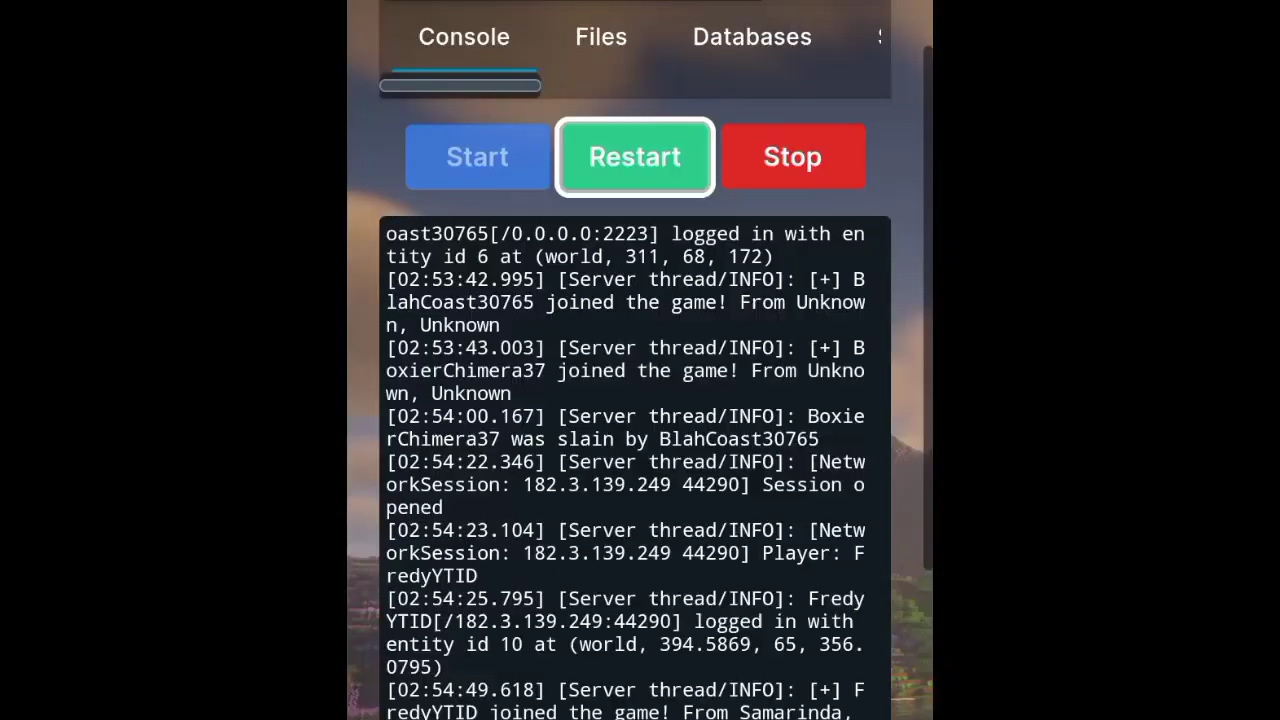 Console Files Databases
Start Restart Stop
oast30765[/0.0.0.0:2223] logged in with en
tity id 6 at (world, 311, 68, 172)
[02:53:42.995] [Server thread/INFO]: [+] B
lahCoast30765 joined the game! From Unknow
n, Unknown
[02:53:43.003] [Server thread/INFO]: [+] B
oxierChimera37 joined the game! From Unkno
wn, Unknown
[02:54:00.167] [Server thread/INFO]: Boxie
rChimera37 was slain by BlahCoast30765
[02:54:22.346] [Server thread/INFO]: [Netw
orkSession: 182.3.139.249 44290] Session o
pened
[02:54:23.104] [Server thread/INFO]: [Netw
orkSession: 182.3.139.249 44290] Player: F
redyYTID
[02:54:25.795] [Server thread/INFO]: Fredy
YTID[/182.3.139.249:44290] logged in with
entity id 10 at (world, 394.5869, 65, 356.
0795)
[02:54:49.618] [Server thread/INFO]: [+] F
redyYTID joined the game! From Samarinda,